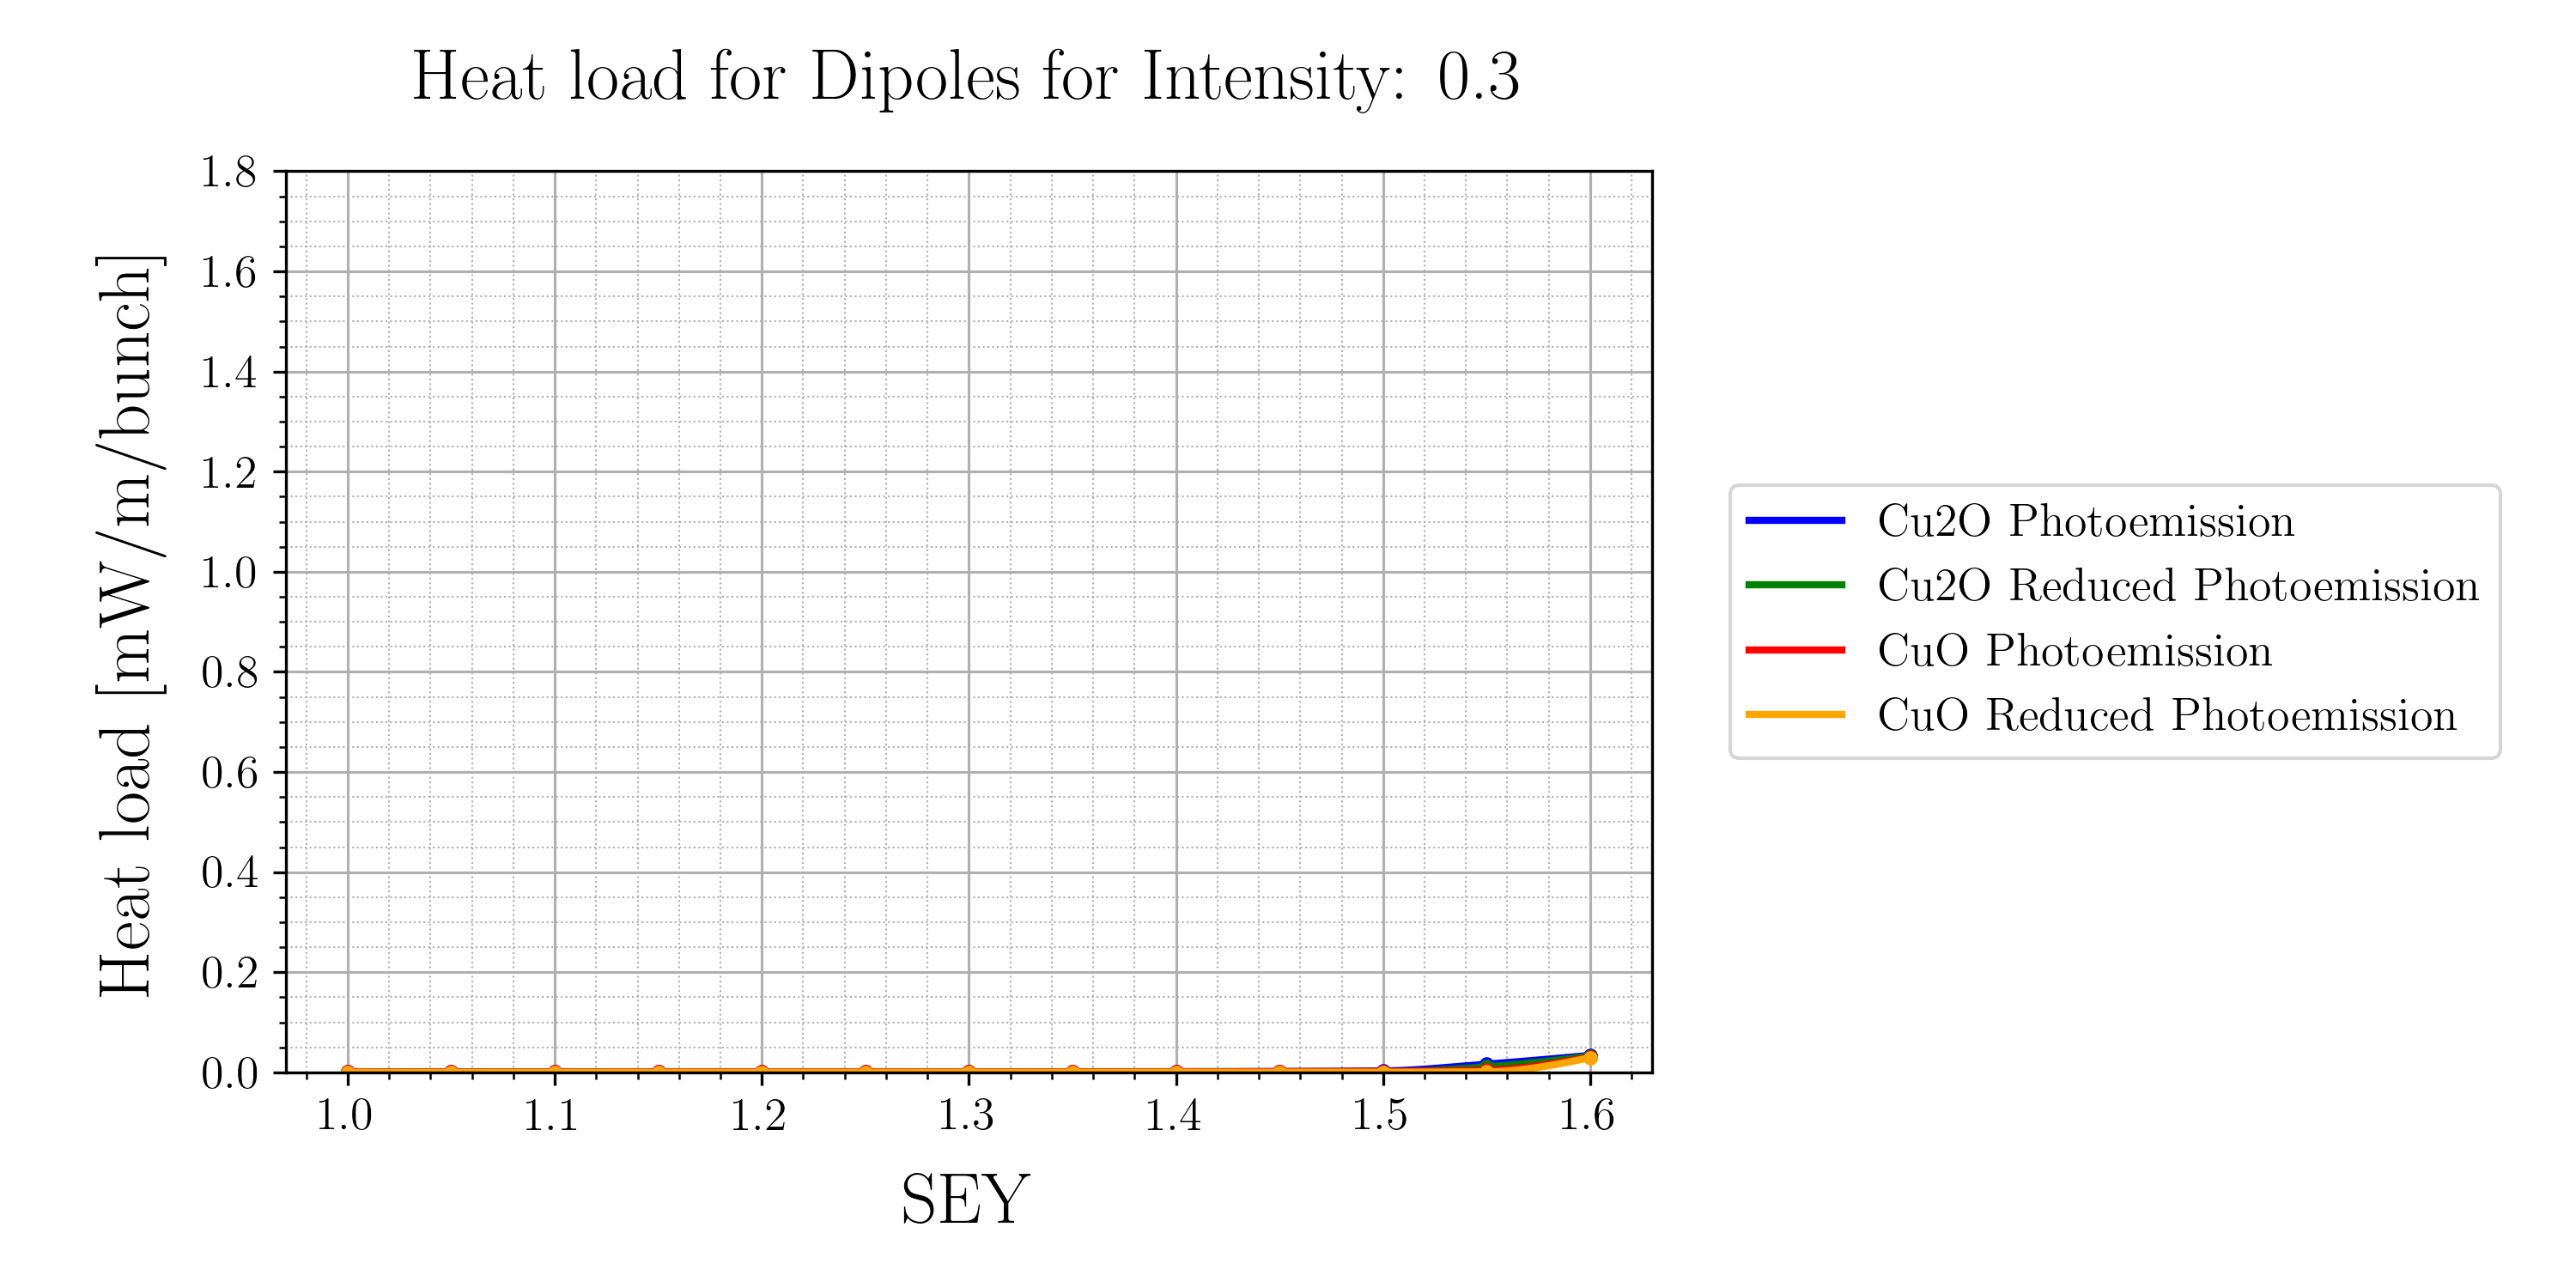 Heat load for Dipoles for Intensity: 0.3
Heat load [mW/m/bunch]
1.8
1.6
1.4
1.2
1.0
0.8
0.6
0.4
0.2
0.0
1.0 1.1 1.2 1.3 1.4 1.5 1.6
SEY
Cu2O Photoemission
Cu2O Reduced Photoemission
CuO Photoemission
CuO Reduced Photoemission